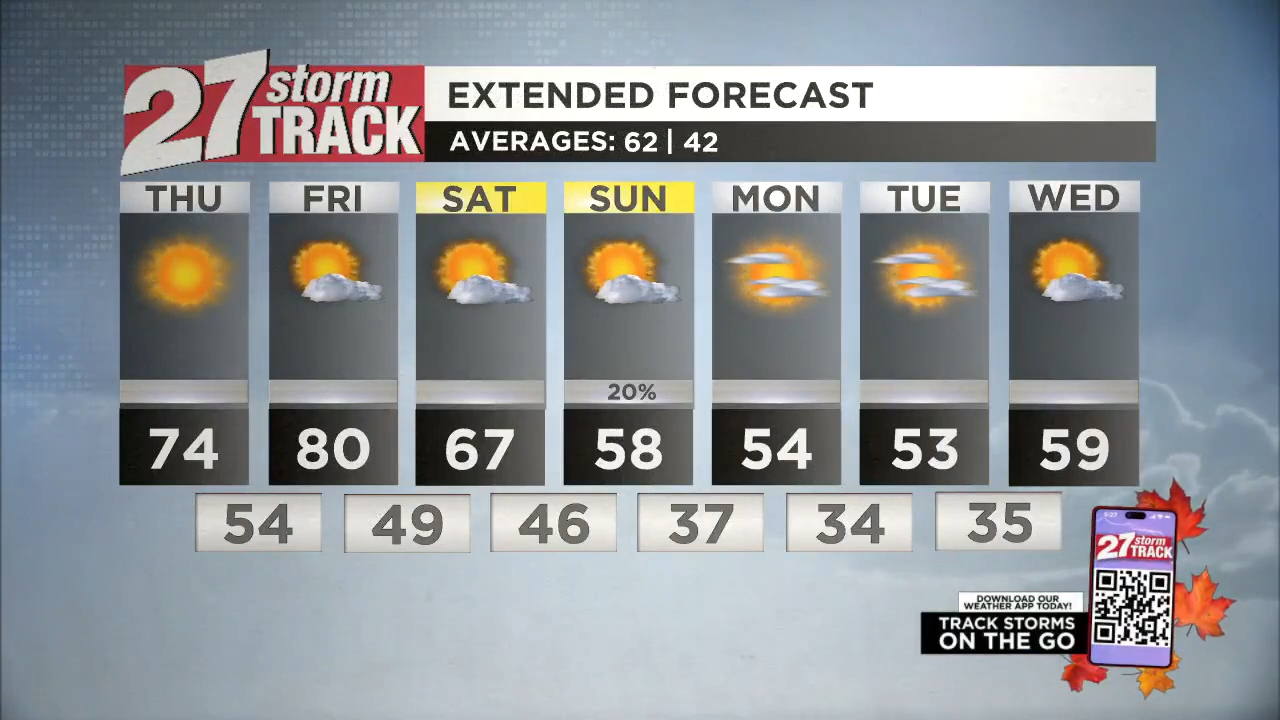 27 storm TRACK
EXTENDED FORECAST
AVERAGES: 62 | 42
THU FRI SAT SUN MON TUE WED
20%
74 80 67 58 54 53 59
54 49 46 37 34 35
5:27
27 storm TRACK
DOWNLOAD OUR
WEATHER APP TODAY!
TRACK STORMS
ON THE GO